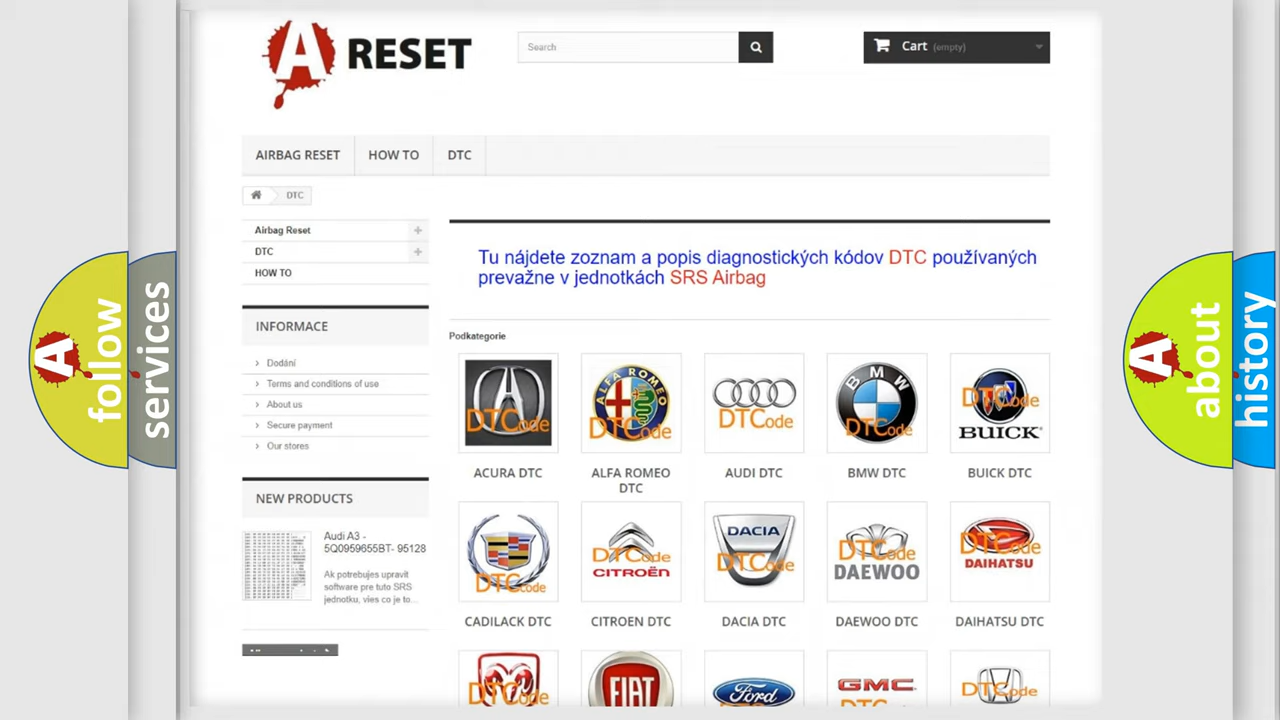 A RESET
Search
Cart (empty)
AIRBAG RESET
HOW TO
DTC
DTC
Airbag Reset
DTC
HOW TO
Tu nájdete zoznam a popis diagnostických kódov DTC používaných
prevažne v jednotkách SRS Airbag
INFORMACE
Dodání
Terms and conditions of use
About us
Secure payment
Our stores
NEW PRODUCTS
Audi A3 -
5Q0959655BT- 95128
Ak potrebujes upravit
software pre tuto SRS
jednotku, vies co je to...
Podkategorie
DTCode
ALFA ROMEO
DTCode
DTCode
BMW
DTCode
DTCode
BUICK
ACURA DTC
ALFA ROMEO
DTC
AUDI DTC
BMW DTC
BUICK DTC
DTCode
DTCode
CITROËN
DACIA
DTCode
DTCode
DAEWOO
DTCode
DAIHATSU
CADILACK DTC
CITROEN DTC
DACIA DTC
DAEWOO DTC
DAIHATSU DTC
DTCode
FIAT
Ford
GMC
DTCode
A follow
services
A about
history